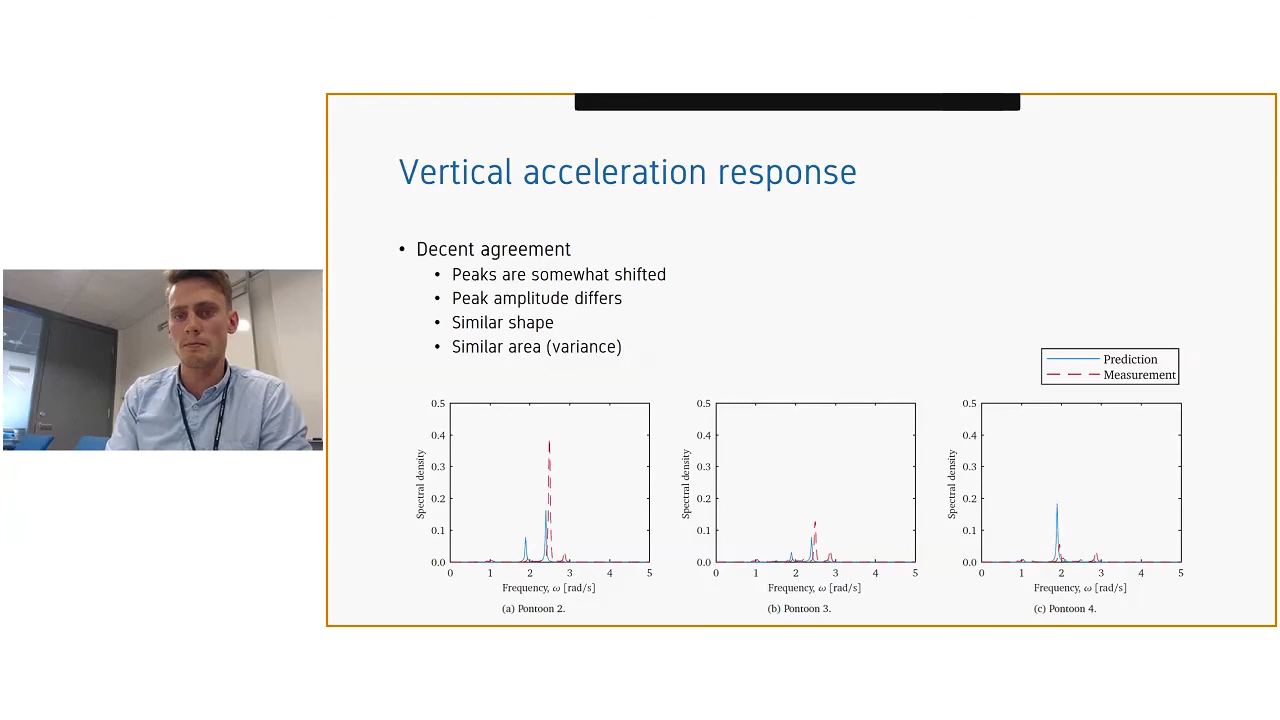 Vertical acceleration response
• Decent agreement
• Peaks are somewhat shifted
• Peak amplitude differs
• Similar shape
• Similar area (variance)
Prediction
Measurement
0.5
0.4
0.3
0.2
0.1
0.0
Spectral density
0 1 2 3 4 5
Frequency, ω [rad/s]
(a) Pontoon 2.
0.5
0.4
0.3
0.2
0.1
0.0
Spectral density
0 1 2 3 4 5
Frequency, ω [rad/s]
(b) Pontoon 3.
0.5
0.4
0.3
0.2
0.1
0.0
Spectral density
0 1 2 3 4 5
Frequency, ω [rad/s]
(c) Pontoon 4.